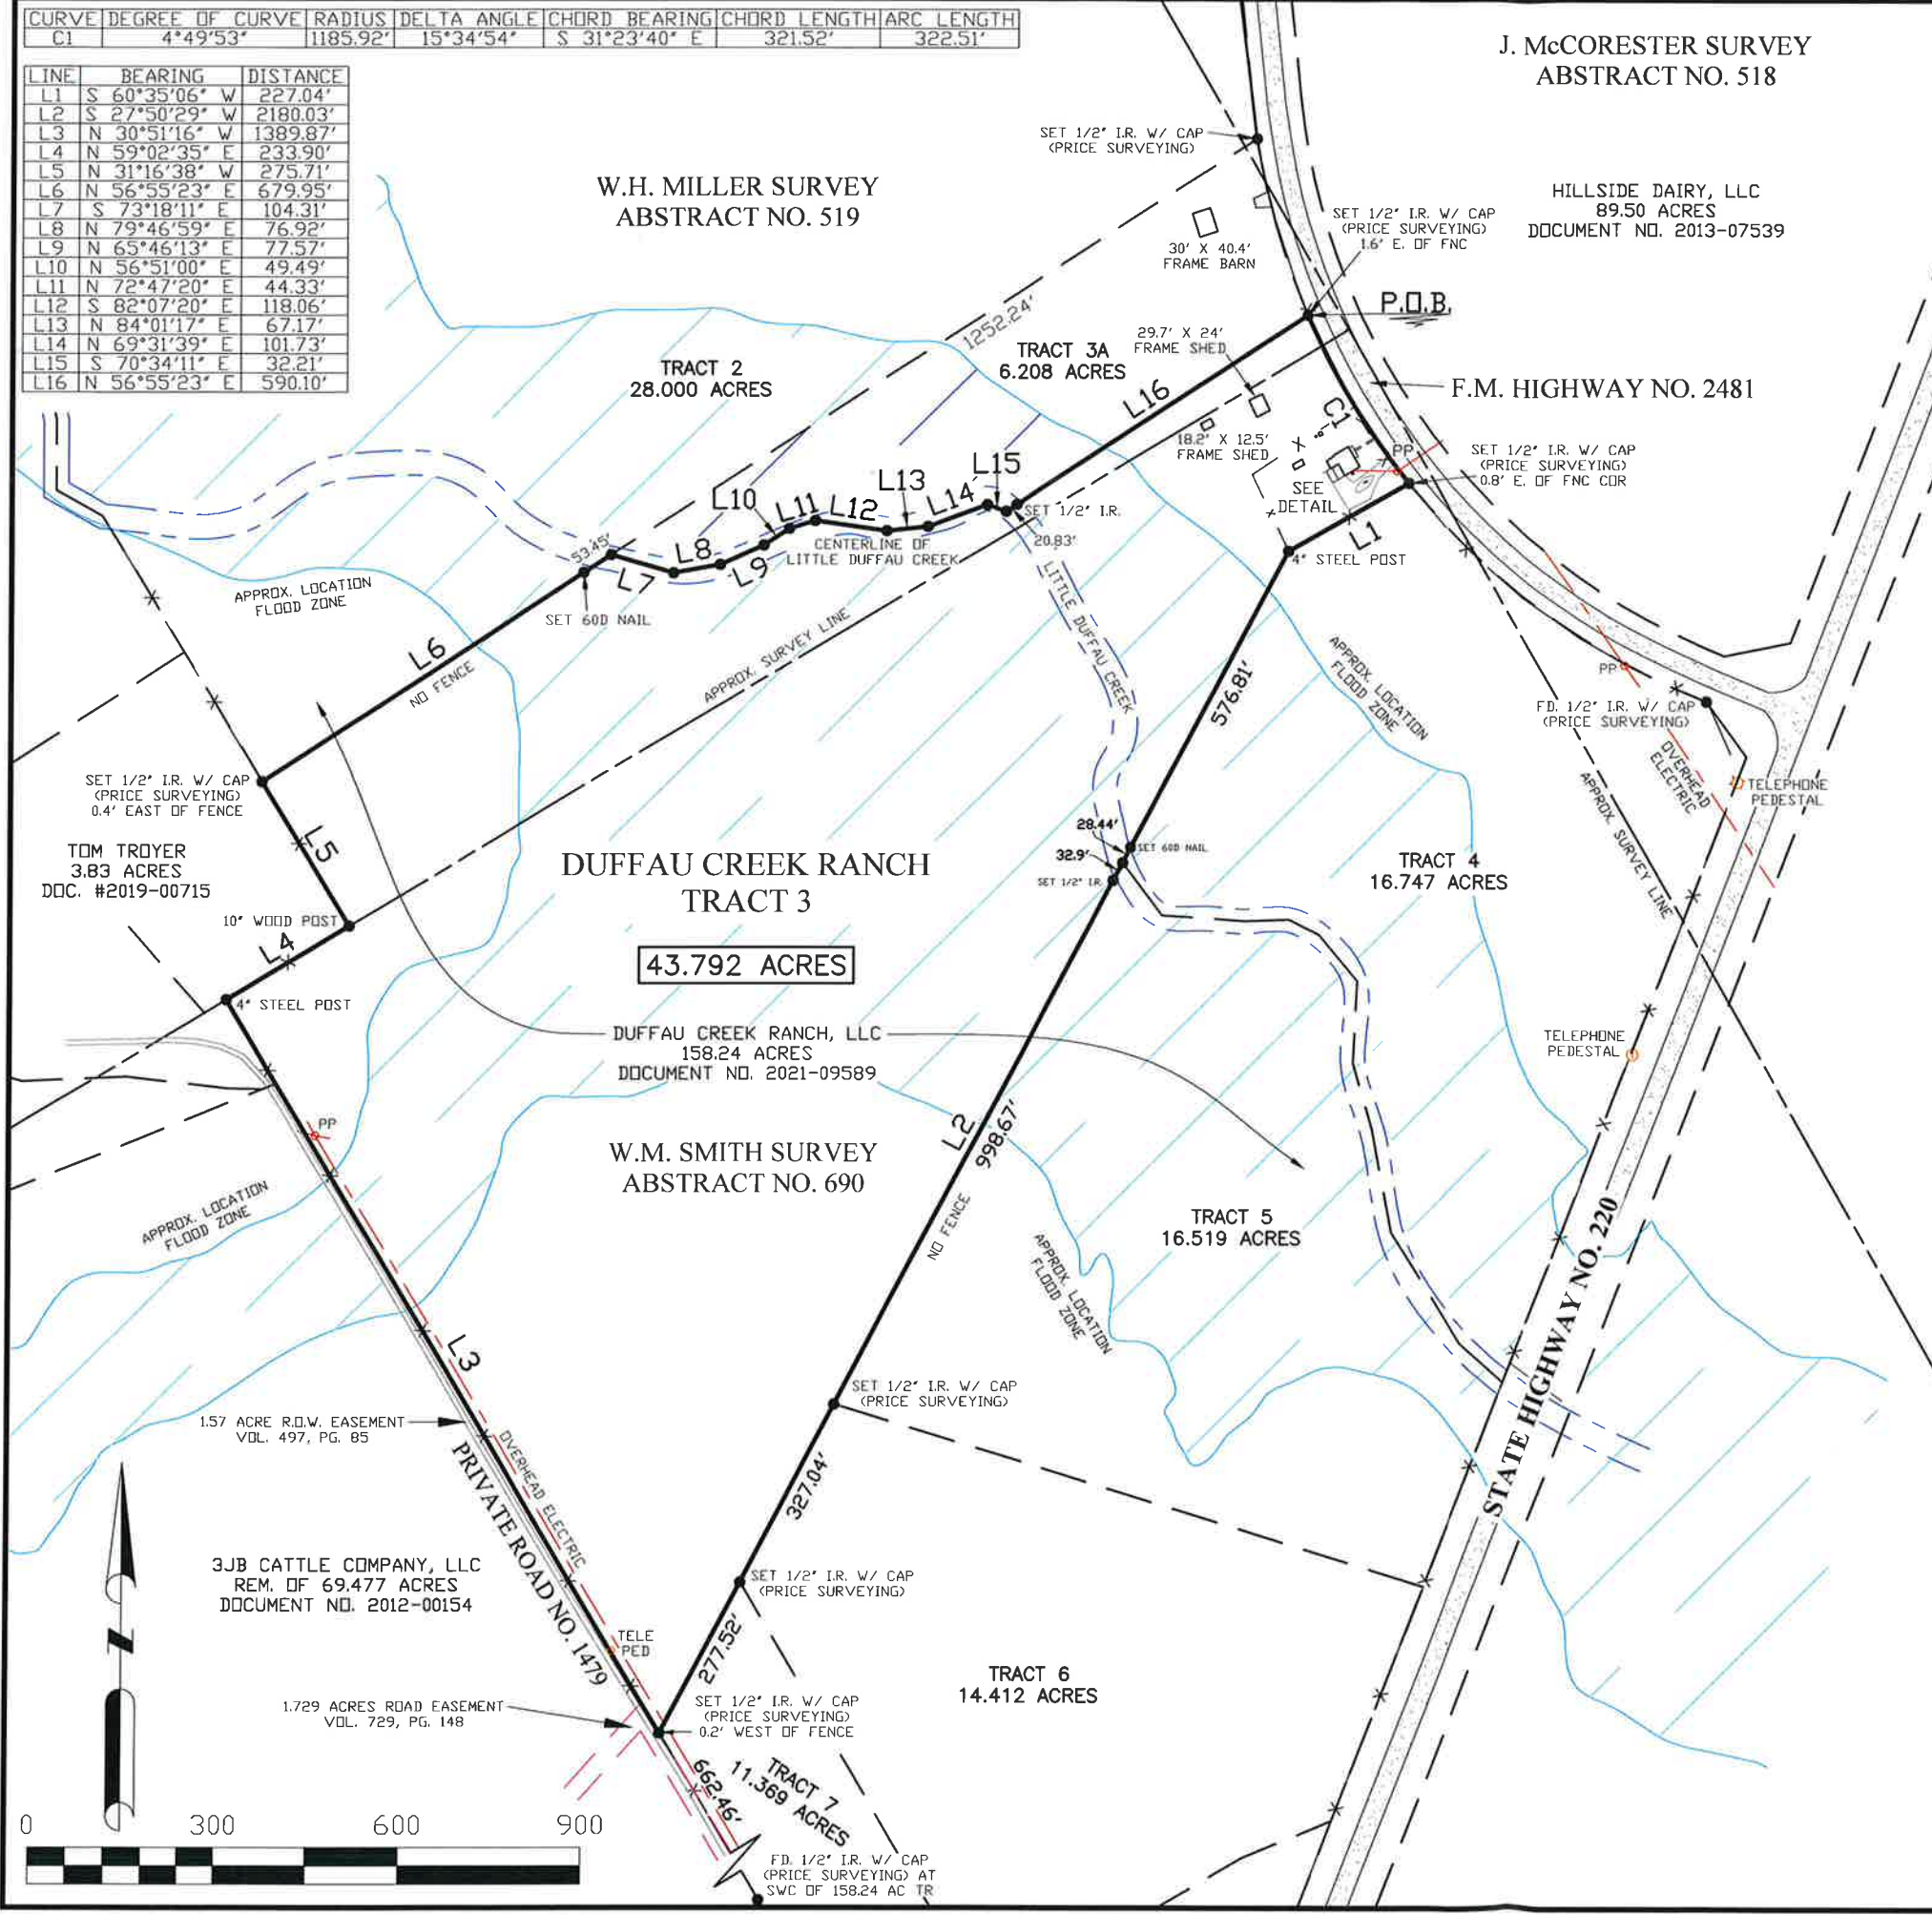 CURVE DEGREE OF CURVE RADIUS DELTA ANGLE CHORD BEARING CHORD LENGTH ARC LENGTH
C1 4°49'53" 1185.92' 15°34'54" S 31°23'40" E 321.52' 322.51'
LINE BEARING DISTANCE
L1 S 60°35'06" W 227.04'
L2 S 27°50'29" W 2180.03'
L3 N 30°51'16" W 1389.87'
L4 N 59°02'35" E 233.90'
L5 N 31°16'38" W 275.71'
L6 N 56°55'23" E 679.95'
L7 S 73°18'11" E 104.31'
L8 N 79°46'59" E 76.92'
L9 N 65°46'13" E 77.57'
L10 N 56°51'00" E 49.49'
L11 N 72°47'20" E 44.33'
L12 S 82°07'20" E 118.06'
L13 N 84°01'17" E 67.17'
L14 N 69°31'39" E 101.73'
L15 S 70°34'11" E 32.21'
L16 N 56°55'23" E 590.10'
J. McCORESTER SURVEY
ABSTRACT NO. 518
SET 1/2" I.R. W/ CAP
(PRICE SURVEYING)
W.H. MILLER SURVEY
ABSTRACT NO. 519
HILLSIDE DAIRY, LLC
89.50 ACRES
DOCUMENT NO. 2013-07539
SET 1/2" I.R. W/ CAP
(PRICE SURVEYING)
1.6' E. OF FNC
30' X 40.4'
FRAME BARN
P.O.B.
1252.24'
TRACT 3A
6.208 ACRES
29.7' X 24'
FRAME SHED
TRACT 2
28.000 ACRES
L16
C1
F.M. HIGHWAY NO. 2481
18.2' X 12.5'
FRAME SHED
PP
SET 1/2" I.R. W/ CAP
(PRICE SURVEYING)
0.8' E. OF FNC COR
SEE
DETAIL
L1
4" STEEL POST
L15
L13
L14
L10
L11
L12
SET 1/2" I.R.
20.83'
CENTERLINE OF
LITTLE DUFFAU CREEK
53.45'
L7
L8
L9
SET 60D NAIL
APPROX. LOCATION
FLOOD ZONE
LITTLE DUFFAU CREEK
L6
NO FENCE
APPROX. SURVEY LINE
576.81'
APPROX. LOCATION
FLOOD ZONE
PP
FD. 1/2" I.R. W/ CAP
(PRICE SURVEYING)
OVERHEAD
ELECTRIC
TELEPHONE
PEDESTAL
APPROX. SURVEY LINE
SET 1/2" I.R. W/ CAP
(PRICE SURVEYING)
0.4' EAST OF FENCE
L5
TOM TROYER
3.83 ACRES
DOC. #2019-00715
DUFFAU CREEK RANCH
TRACT 3
43.792 ACRES
28.44'
SET 60D NAIL
32.9'
SET 1/2" I.R.
TRACT 4
16.747 ACRES
10" WOOD POST
L4
4" STEEL POST
DUFFAU CREEK RANCH, LLC
158.24 ACRES
DOCUMENT NO. 2021-09589
TELEPHONE
PEDESTAL
PP
W.M. SMITH SURVEY
ABSTRACT NO. 690
L2
998.67'
NO FENCE
APPROX. LOCATION
FLOOD ZONE
TRACT 5
16.519 ACRES
APPROX. LOCATION
FLOOD ZONE
STATE HIGHWAY NO. 220
L3
SET 1/2" I.R. W/ CAP
(PRICE SURVEYING)
1.57 ACRE R.O.W. EASEMENT
VOL. 497, PG. 85
OVERHEAD ELECTRIC
PRIVATE ROAD NO. 1479
327.04'
N
3JB CATTLE COMPANY, LLC
REM. OF 69.477 ACRES
DOCUMENT NO. 2012-00154
SET 1/2" I.R. W/ CAP
(PRICE SURVEYING)
TELE
PED
277.52'
TRACT 6
14.412 ACRES
1.729 ACRES ROAD EASEMENT
VOL. 729, PG. 148
SET 1/2" I.R. W/ CAP
(PRICE SURVEYING)
0.2' WEST OF FENCE
662.46'
TRACT 7
11.369 ACRES
0 300 600 900
FD. 1/2" I.R. W/ CAP
(PRICE SURVEYING) AT
SWC OF 158.24 AC TR